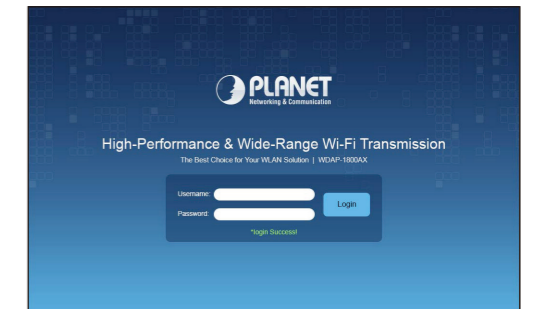 PLANET
Networking & Communication
High-Performance & Wide-Range Wi-Fi Transmission
The Best Choice for Your WLAN Solution | WDAP-1800AX
Username:
Password:
Login
*login Success!